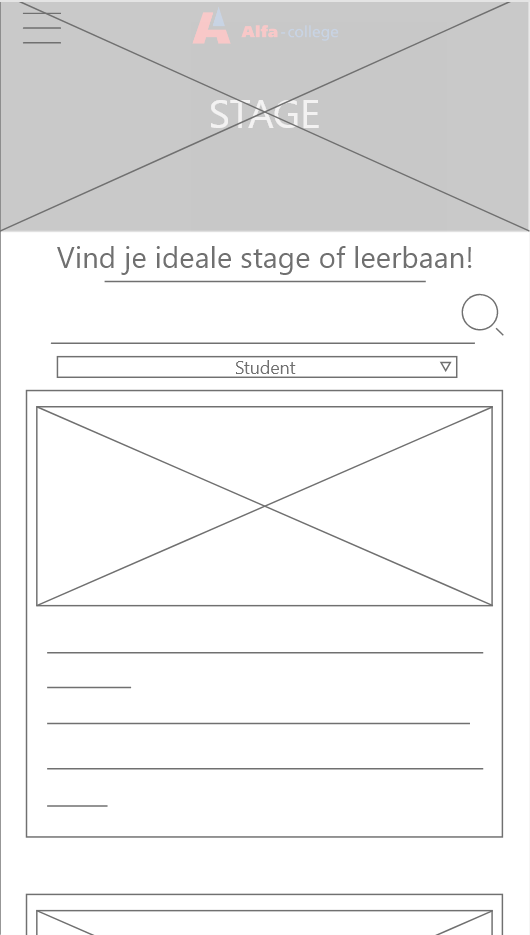 Alfa-college
STAGE
Vind je ideale stage of leerbaan!
Student